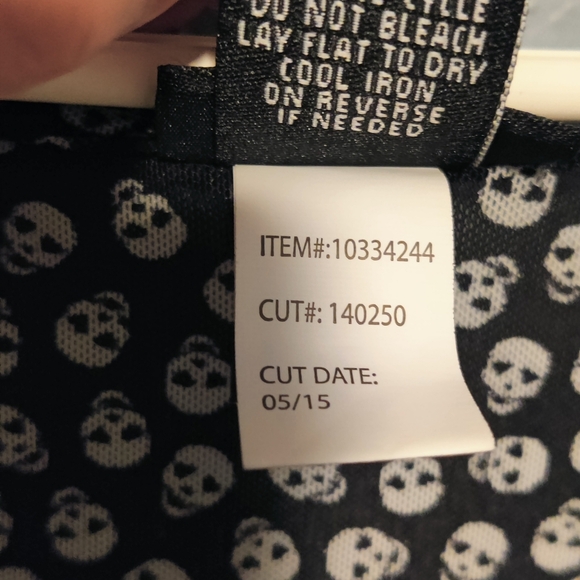 CYCLE
DO NOT BLEACH
LAY FLAT TO DRY
COOL IRON
ON REVERSE
IF NEEDED
ITEM#:10334244
CUT#: 140250
CUT DATE:
05/15